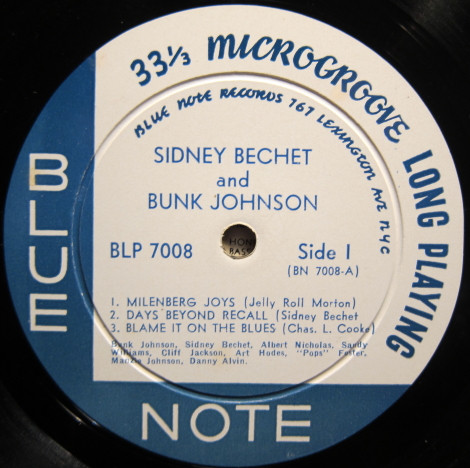 33⅓ MICROGROOVE LONG PLAYING
BLUE NOTE RECORDS 767 LEXINGTON AVE NYC
SIDNEY BECHET
and
BUNK JOHNSON
BLP 7008
Side 1
(BN 7008-A)
1. MILENBERG JOYS (Jelly Roll Morton)
2. DAYS BEYOND RECALL (Sidney Bechet
3. BLAME IT ON THE BLUES (Chas. L. Cooke)
Bunk Johnson, Sidney Bechet, Albert Nicholas, Sandy
Williams, Cliff Jackson, Art Hodes, "Pops" Foster,
Manzie Johnson, Danny Alvin.
BLUE
NOTE